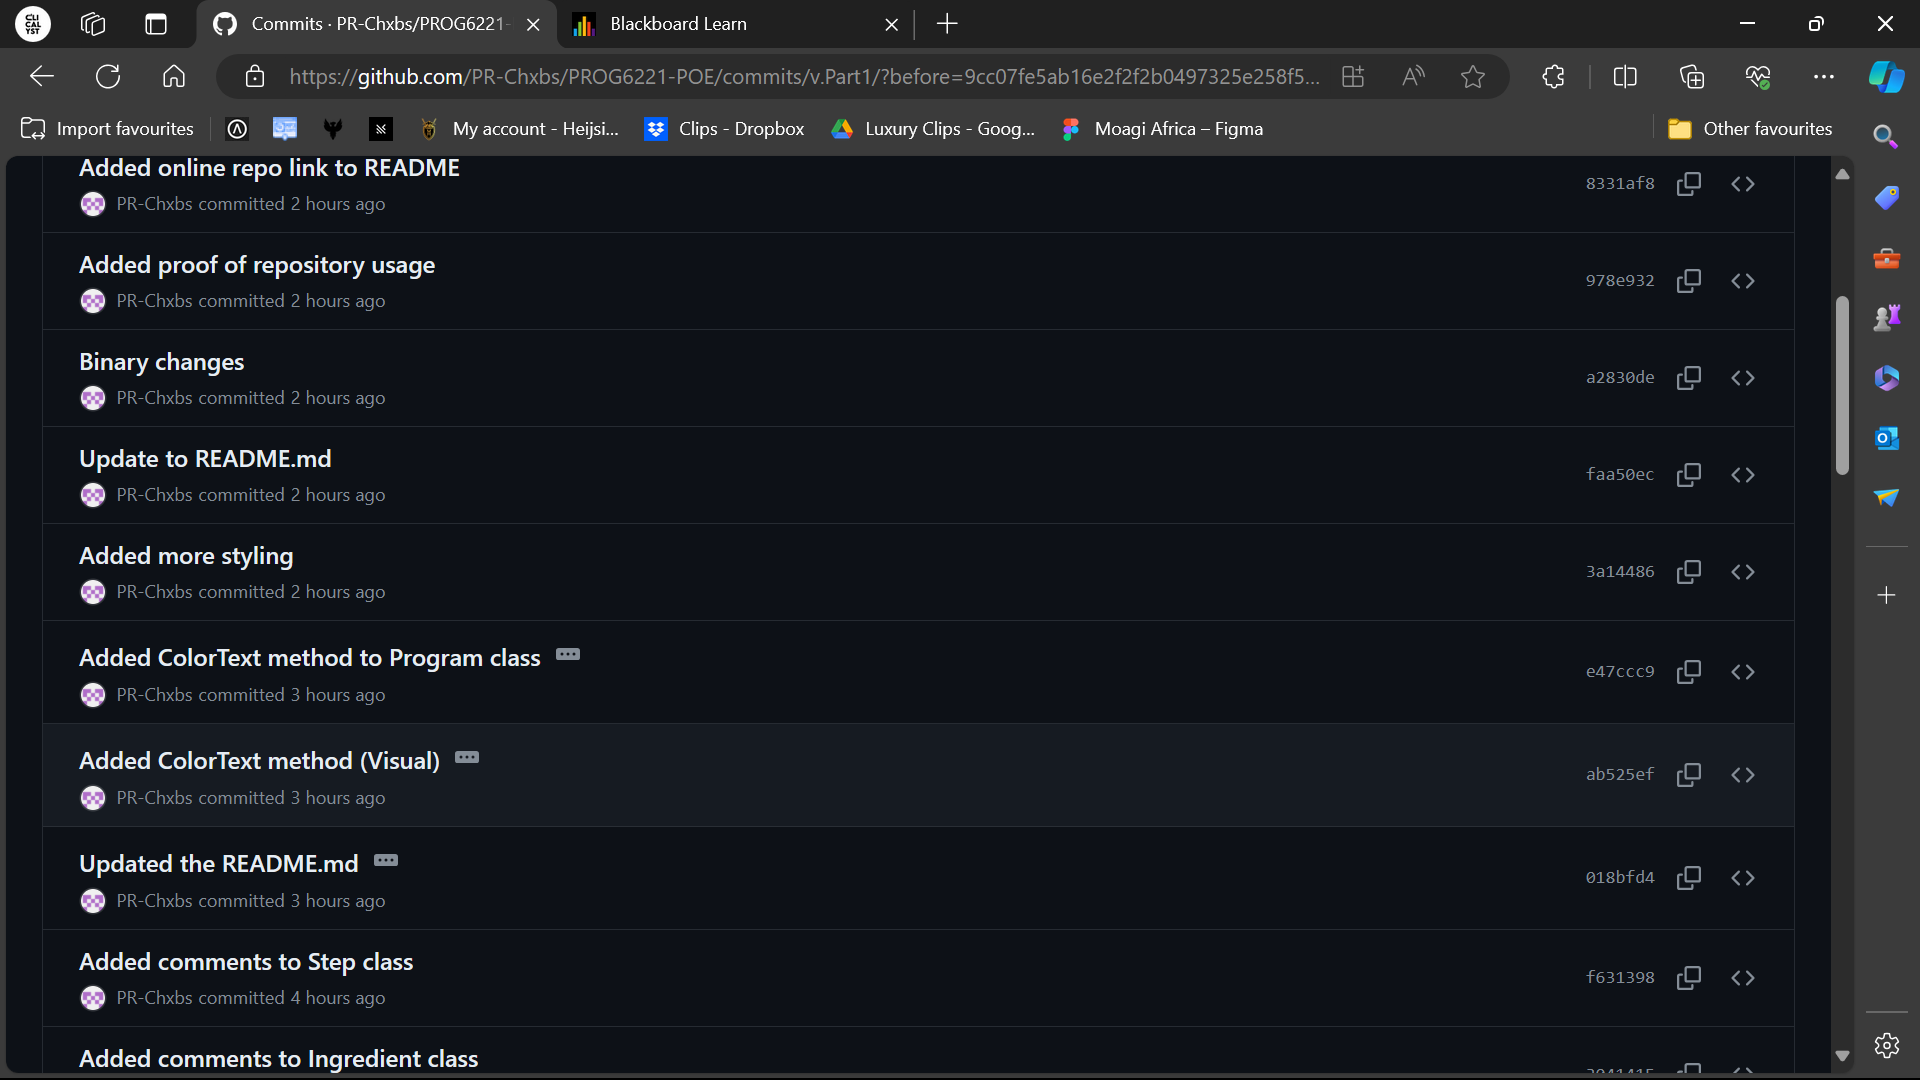 CLI
CAL
YST
Commits · PR-Chxbs/PROG6221-
Blackboard Learn
https://github.com/PR-Chxbs/PROG6221-POE/commits/v.Part1/?before=9cc07fe5ab16e2f2f2b0497325e258f5...
Import favourites
My account - Heijsi...
Clips - Dropbox
Luxury Clips - Goog...
Moagi Africa – Figma
Other favourites
Added online repo link to README
8331af8
PR-Chxbs committed 2 hours ago
Added proof of repository usage
978e932
PR-Chxbs committed 2 hours ago
Binary changes
a2830de
PR-Chxbs committed 2 hours ago
Update to README.md
faa50ec
PR-Chxbs committed 2 hours ago
Added more styling
3a14486
PR-Chxbs committed 2 hours ago
Added ColorText method to Program class
e47ccc9
PR-Chxbs committed 3 hours ago
Added ColorText method (Visual)
ab525ef
PR-Chxbs committed 3 hours ago
Updated the README.md
018bfd4
PR-Chxbs committed 3 hours ago
Added comments to Step class
f631398
PR-Chxbs committed 4 hours ago
Added comments to Ingredient class